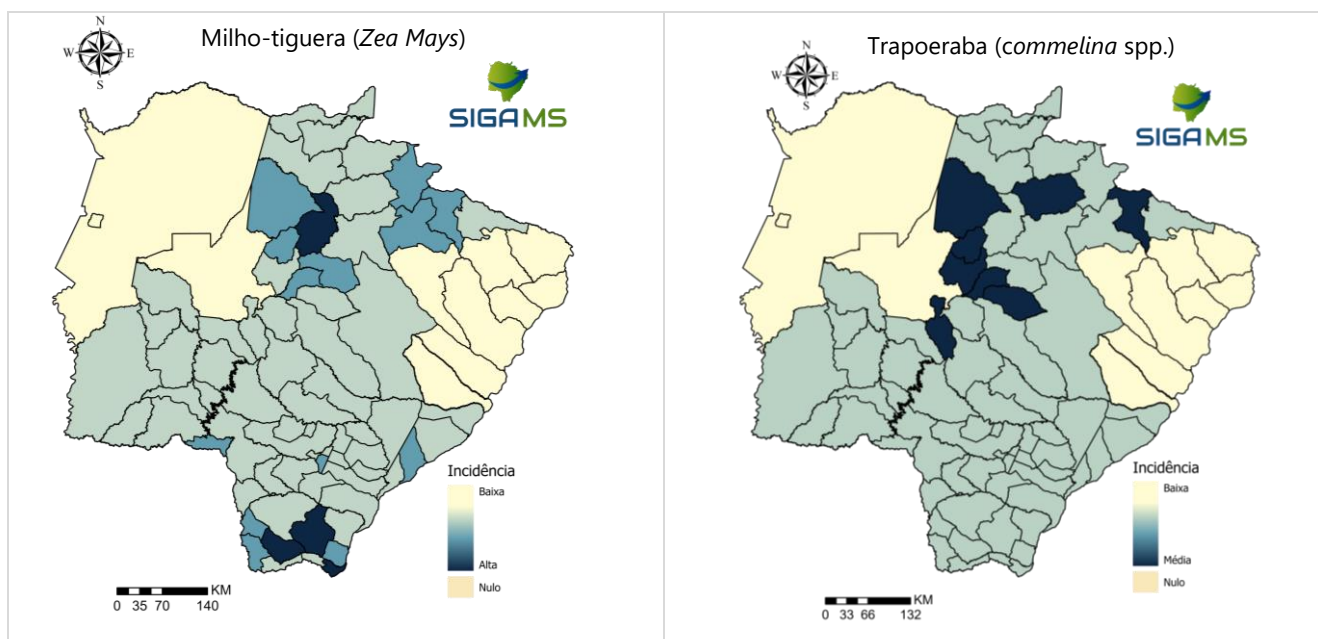 Milho-tiguera (Zea Mays)
N
W E
S
SIGAMS
Incidência
Baixa
Alta
Nulo
KM
0 35 70 140
Trapoeraba (commelina spp.)
N
W E
S
SIGAMS
Incidência
Baixa
Média
Nulo
KM
0 33 66 132